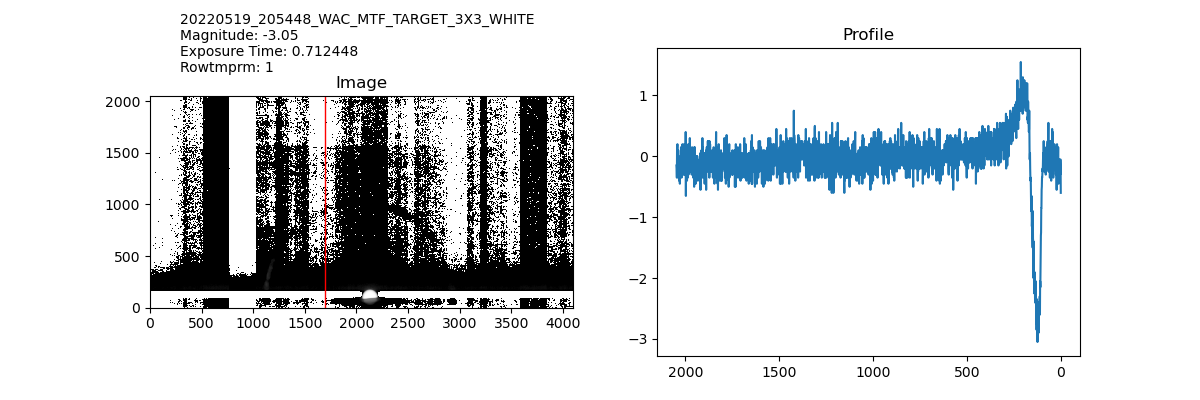 20220519_205448_WAC_MTF_TARGET_3X3_WHITE
Magnitude: -3.05
Exposure Time: 0.712448
Rowtmprm: 1
Image
2000
1500
1000
500
0
0 500 1000 1500 2000 2500 3000 3500 4000
Profile
1
0
−1
−2
−3
2000 1500 1000 500 0